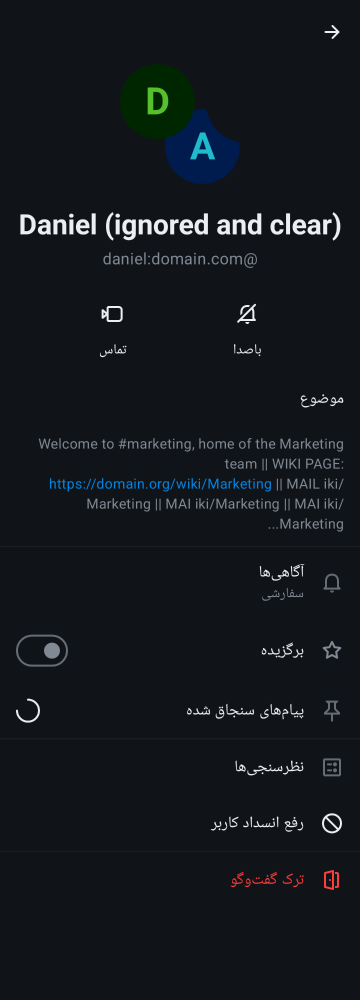 D
A
Daniel (ignored and clear)
daniel:domain.com@
باصدا
تماس
موضوع
Welcome to #marketing, home of the Marketing
team || WIKI PAGE:
https://domain.org/wiki/Marketing || MAIL iki/
Marketing || MAI iki/Marketing || MAI iki/
...Marketing
آگاهی‌ها
سفارشی
برگزیده
پیام‌های سنجاق شده
نظرسنجی‌ها
رفع انسداد کاربر
ترک گفت‌وگو